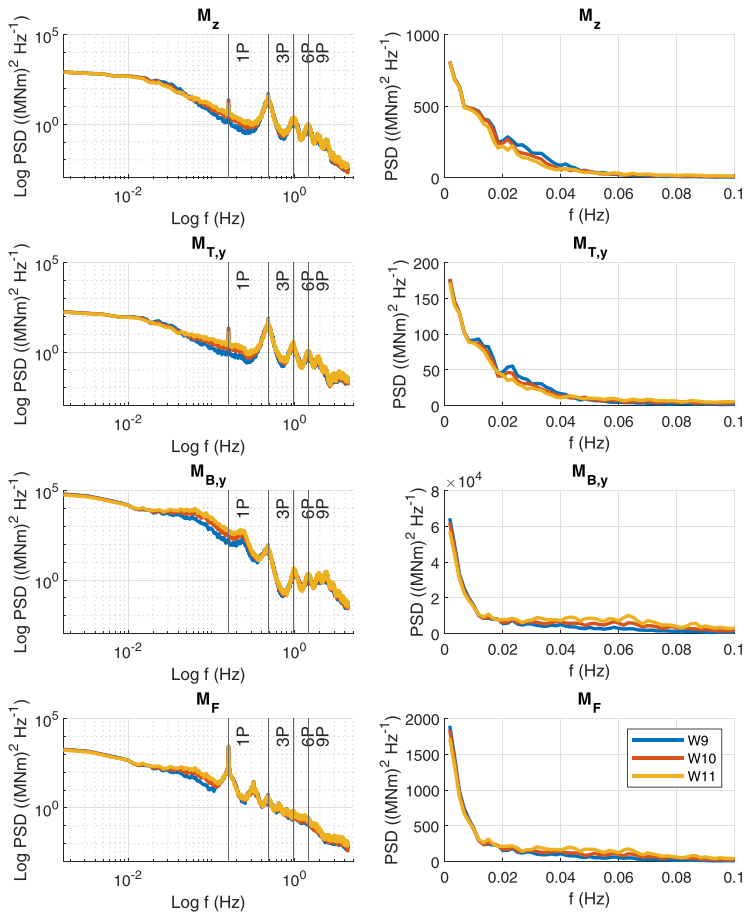 M_z
Log PSD ((MNm)^2 Hz^-1)
10^5
10^0
1P
3P
6P
9P
10^-2
10^0
Log f (Hz)
M_z
PSD ((MNm)^2 Hz^-1)
1000
500
0
0
0.02
0.04
0.06
0.08
0.1
f (Hz)
M_T,y
Log PSD ((MNm)^2 Hz^-1)
10^5
10^0
1P
3P
6P
9P
10^-2
10^0
Log f (Hz)
M_T,y
PSD ((MNm)^2 Hz^-1)
200
150
100
50
0
0
0.02
0.04
0.06
0.08
0.1
f (Hz)
M_B,y
Log PSD ((MNm)^2 Hz^-1)
10^5
10^0
1P
3P
6P
9P
10^-2
10^0
Log f (Hz)
M_B,y
×10^4
PSD ((MNm)^2 Hz^-1)
8
6
4
2
0
0
0.02
0.04
0.06
0.08
0.1
f (Hz)
M_F
Log PSD ((MNm)^2 Hz^-1)
10^5
10^0
1P
3P
6P
9P
10^-2
10^0
Log f (Hz)
M_F
PSD ((MNm)^2 Hz^-1)
2000
1500
1000
500
0
W9
W10
W11
0
0.02
0.04
0.06
0.08
0.1
f (Hz)